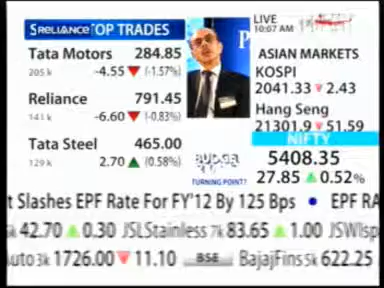 RELIANCE TOP TRADES
Tata Motors 284.85
205 k -4.55 (-1.57%)
Reliance 791.45
141 k -6.60 (-0.83%)
Tata Steel 465.00
129 k 2.70 (0.58%)
P
BUDGET
TURNING POINT?
LIVE
10:07 AM
ASIAN MARKETS
KOSPI
2041.33 2.43
Hang Seng
21301.9 51.59
NIFTY
5408.35
27.85 0.52%
t Slashes EPF Rate For FY'12 By 125 Bps • EPF RA
k 42.70 0.30 JSLStainless 7k 83.65 1.00 JSWIsp
Auto 3k 1726.00 11.10 BSE BajajFins 5k 622.25